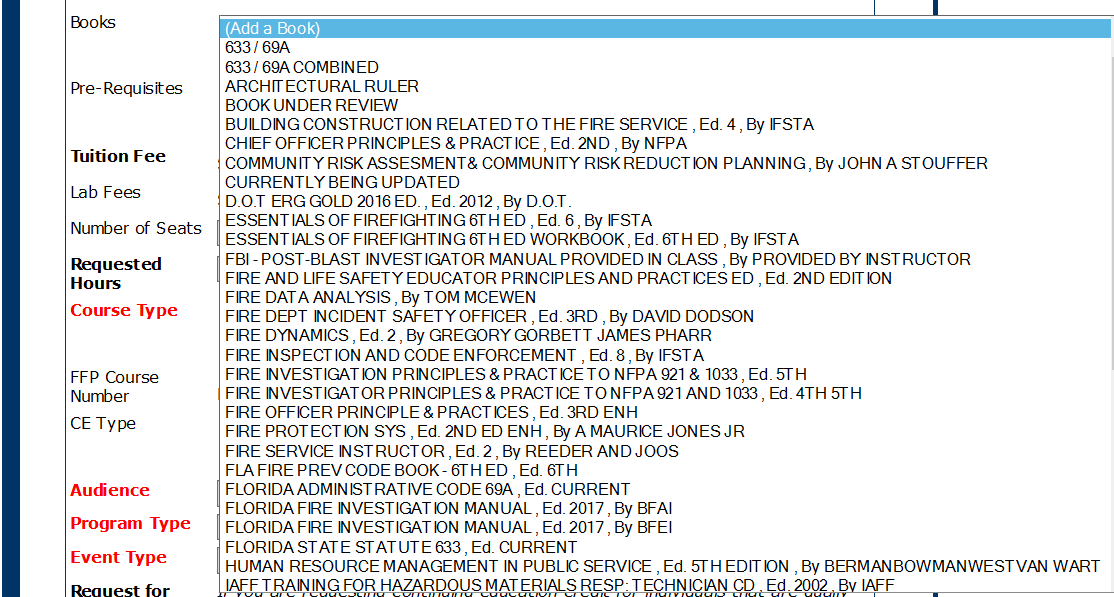 Books
(Add a Book)
633 / 69A
633 / 69A COMBINED
Pre-Requisites
ARCHITECTURAL RULER
BOOK UNDER REVIEW
BUILDING CONSTRUCTION RELATED TO THE FIRE SERVICE , Ed. 4 , By IFSTA
CHIEF OFFICER PRINCIPLES & PRACTICE , Ed. 2ND , By NFPA
Tuition Fee
COMMUNITY RISK ASSESMENT& COMMUNITY RISK REDUCTION PLANNING , By JOHN A STOUFFER
CURRENTLY BEING UPDATED
Lab Fees
D.O.T ERG GOLD 2016 ED. , Ed. 2012 , By D.O.T.
ESSENTIALS OF FIREFIGHTING 6TH ED , Ed. 6 , By IFSTA
Number of Seats
ESSENTIALS OF FIREFIGHTING 6TH ED WORKBOOK , Ed. 6TH ED , By IFSTA
Requested
Hours
FBI - POST-BLAST INVESTIGATOR MANUAL PROVIDED IN CLASS , By PROVIDED BY INSTRUCTOR
FIRE AND LIFE SAFETY EDUCATOR PRINCIPLES AND PRACTICES ED , Ed. 2ND EDITION
FIRE DATA ANALYSIS , By TOM MCEWEN
Course Type
FIRE DEPT INCIDENT SAFETY OFFICER , Ed. 3RD , By DAVID DODSON
FIRE DYNAMICS , Ed. 2 , By GREGORY GORBETT JAMES PHARR
FIRE INSPECTION AND CODE ENFORCEMENT , Ed. 8 , By IFSTA
FFP Course
Number
FIRE INVESTIGATION PRINCIPLES & PRACTICE TO NFPA 921 & 1033 , Ed. 5TH
FIRE INVESTIGATOR PRINCIPLES & PRACTICE TO NFPA 921 AND 1033 , Ed. 4TH 5TH
FIRE OFFICER PRINCIPLE & PRACTICES , Ed. 3RD ENH
CE Type
FIRE PROTECTION SYS , Ed. 2ND ED ENH , By A MAURICE JONES JR
FIRE SERVICE INSTRUCTOR , Ed. 2 , By REEDER AND JOOS
FLA FIRE PREV CODE BOOK - 6TH ED , Ed. 6TH
Audience
FLORIDA ADMINISTRATIVE CODE 69A , Ed. CURRENT
FLORIDA FIRE INVESTIGATION MANUAL , Ed. 2017 , By BFAI
Program Type
FLORIDA FIRE INVESTIGATION MANUAL , Ed. 2017 , By BFEI
FLORIDA STATE STATUTE 633 , Ed. CURRENT
Event Type
HUMAN RESOURCE MANAGEMENT IN PUBLIC SERVICE , Ed. 5TH EDITION , By BERMANBOWMANWESTVAN WART
IAFF TRAINING FOR HAZARDOUS MATERIALS RESP: TECHNICIAN CD , Ed. 2002 , By IAFF
Request for
If you are requesting continuing education credit for individuals that are dually